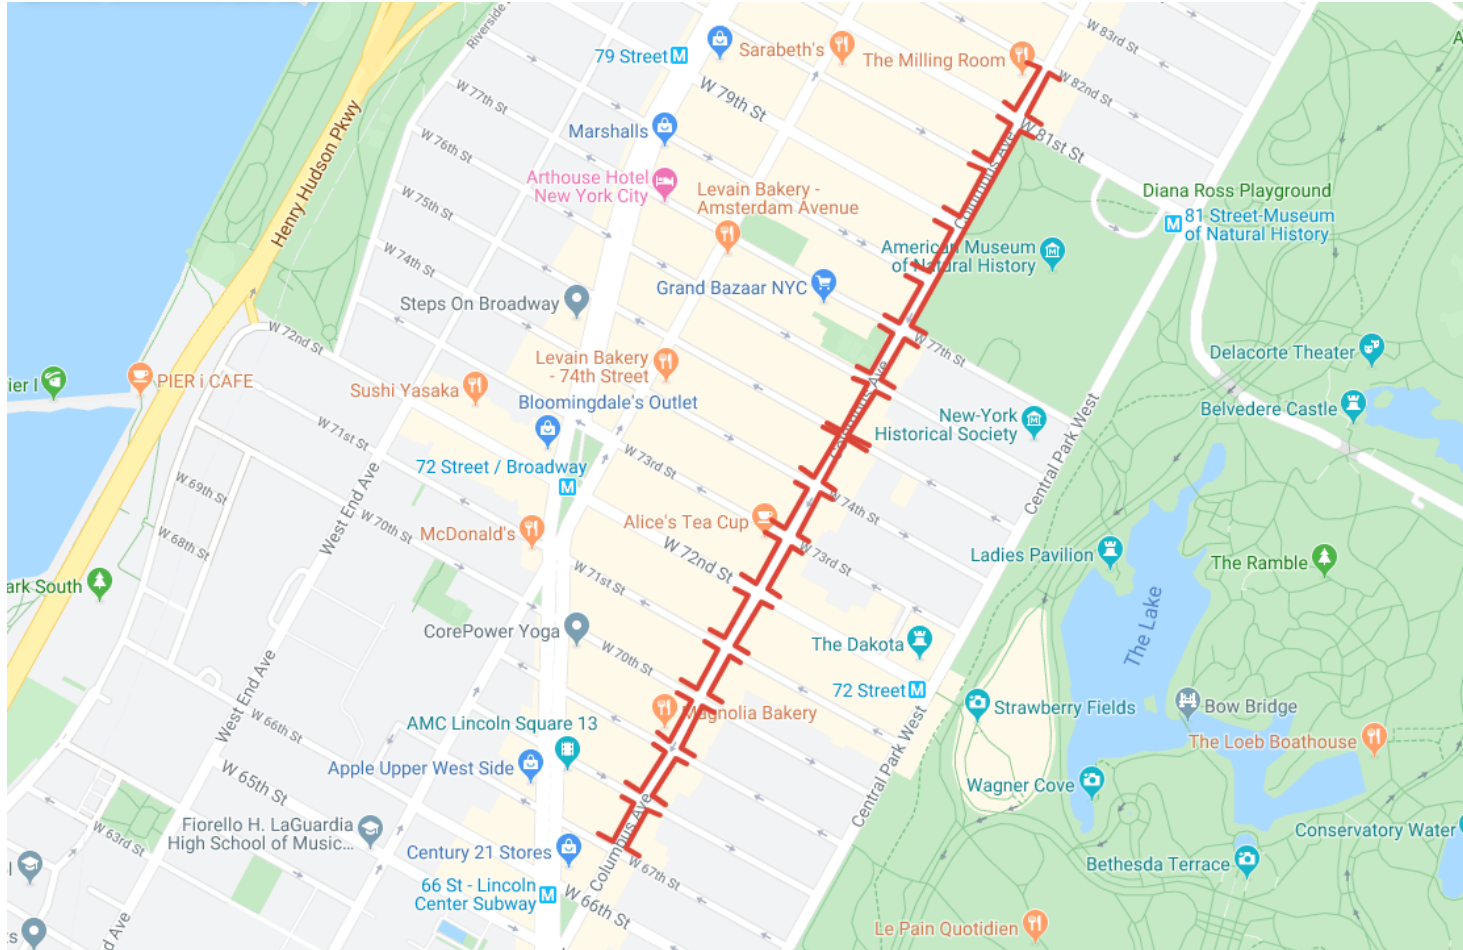 Riverside
W 83rd St
79 Street M
Sarabeth's
The Milling Room
W 82nd St
W 79th St
W 77th St
Henry Hudson Pkwy
Marshalls
W 81st St
W 76th St
Columbus Ave
Arthouse Hotel
New York City
Levain Bakery -
Amsterdam Avenue
Diana Ross Playground
W 75th St
M 81 Street-Museum
of Natural History
American Museum
of Natural History
W 74th St
Grand Bazaar NYC
Steps On Broadway
W 72nd St
W 77th St
Delacorte Theater
Levain Bakery
- 74th Street
ier I
PIER i CAFE
Sushi Yasaka
Columbus Ave
Bloomingdale's Outlet
Belvedere Castle
New-York
Historical Society
W 71st St
Central Park West
72 Street / Broadway
M
W 73rd St
W 69th St
West End Ave
W 74th St
W 70th St
Alice's Tea Cup
McDonald's
W 68th St
W 72nd St
W 73rd St
Ladies Pavilion
The Ramble
ark South
W 71st St
The Lake
CorePower Yoga
The Dakota
W 70th St
West End Ave
72 Street M
Strawberry Fields
Bow Bridge
Magnolia Bakery
AMC Lincoln Square 13
W 66th St
The Loeb Boathouse
Apple Upper West Side
Central Park West
W 65th St
Wagner Cove
Fiorello H. LaGuardia
High School of Music...
W 63rd St
Conservatory Water
Century 21 Stores
Columbus Ave
W 67th St
Bethesda Terrace
66 St - Lincoln
Center Subway M
W 66th St
d Ave
Le Pain Quotidien